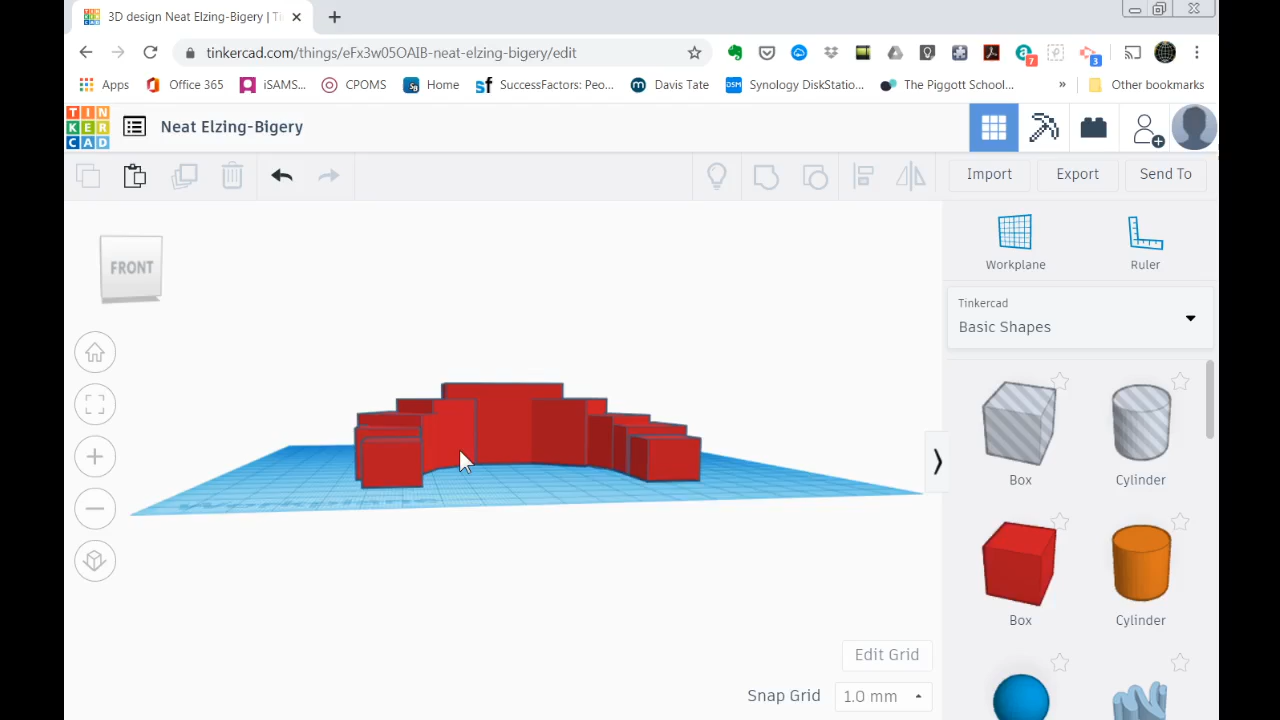 3D design Neat Elzing-Bigery | Ti
tinkercad.com/things/eFx3w05OAIB-neat-elzing-bigery/edit
7
3
Apps
Office 365
iSAMS...
CPOMS
Home
SuccessFactors: Peo...
Davis Tate
DSM
Synology DiskStatio...
The Piggott School...
»
Other bookmarks
TIN
KER
CAD
Neat Elzing-Bigery
Import
Export
Send To
FRONT
Workplane
Ruler
Tinkercad
Basic Shapes
Box
Cylinder
Box
Cylinder
Edit Grid
Snap Grid
1.0 mm